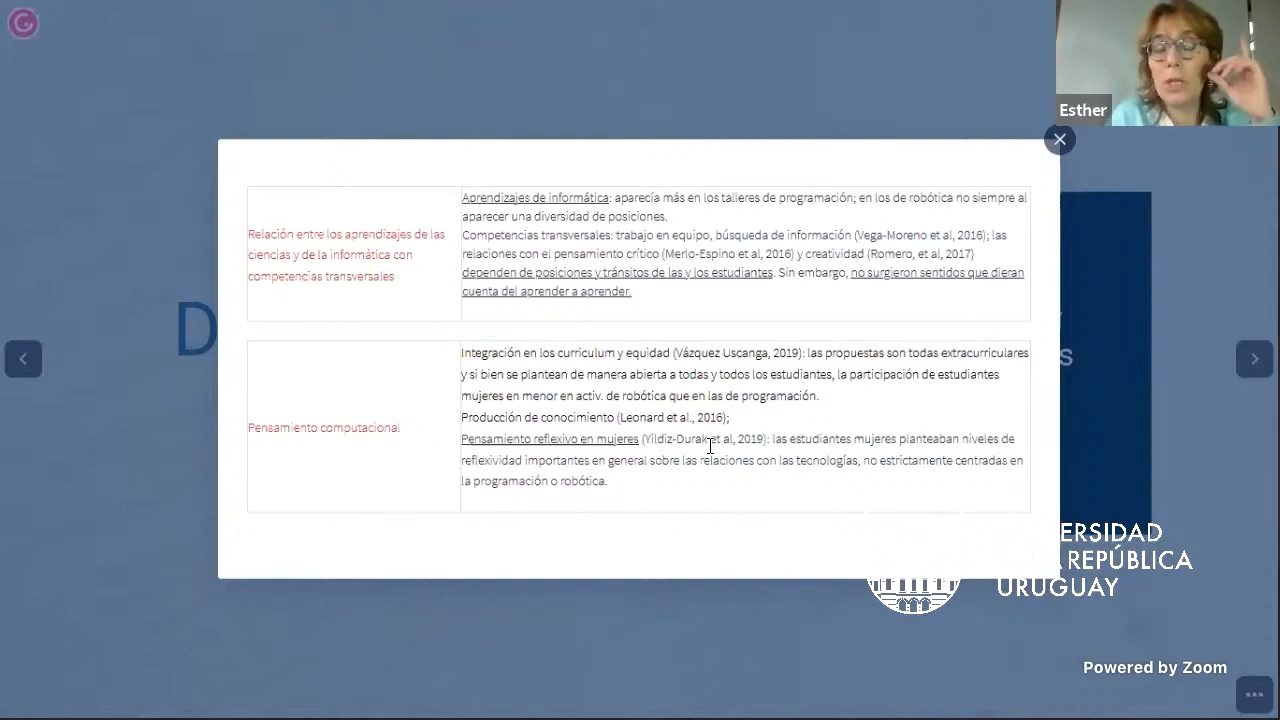 Esther
Aprendizajes de informática: aparecía más en los talleres de programación; en los de robótica no siempre al
aparecer una diversidad de posiciones.
Relación entre los aprendizajes de las
ciencias y de la informática con
competencias transversales
Competencias transversales: trabajo en equipo, búsqueda de información (Vega-Moreno et al, 2016); las
relaciones con el pensamiento crítico (Merlo-Espino et al, 2016) y creatividad (Romero, et al, 2017)
dependen de posiciones y tránsitos de las y los estudiantes. Sin embargo, no surgieron sentidos que dieran
cuenta del aprender a aprender.
Pensamiento computacional
Integración en los curriculum y equidad (Vázquez Uscanga, 2019): las propuestas son todas extracurriculares
y si bien se plantean de manera abierta a todas y todos los estudiantes, la participación de estudiantes
mujeres en menor en activ. de robótica que en las de programación.
Producción de conocimiento (Leonard et al., 2016);
Pensamiento reflexivo en mujeres (Yildiz-Durak et al, 2019): las estudiantes mujeres planteaban niveles de
reflexividad importantes en general sobre las relaciones con las tecnologías, no estrictamente centradas en
la programación o robótica.
D
S
ERSIDAD
REPÚBLICA
URUGUAY
Powered by Zoom